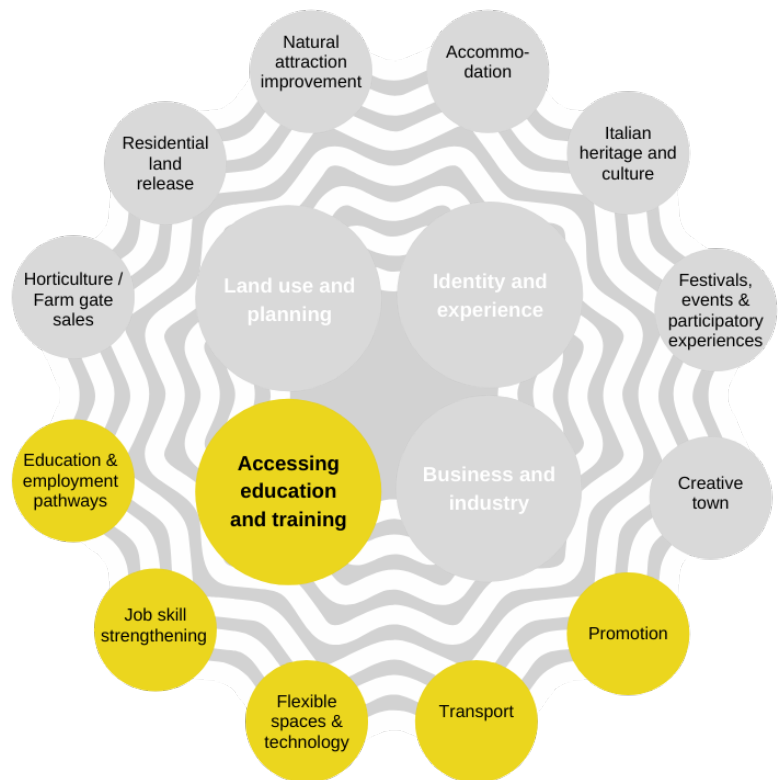 Natural
attraction
improvement
Accommo-
dation
Residential
land
release
Italian
heritage and
culture
Horticulture /
Farm gate
sales
Land use and
planning
Identity and
experience
Festivals,
events &
participatory
experiences
Education &
employment
pathways
Accessing
education
and training
Business and
industry
Creative
town
Job skill
strengthening
Promotion
Flexible
spaces &
technology
Transport